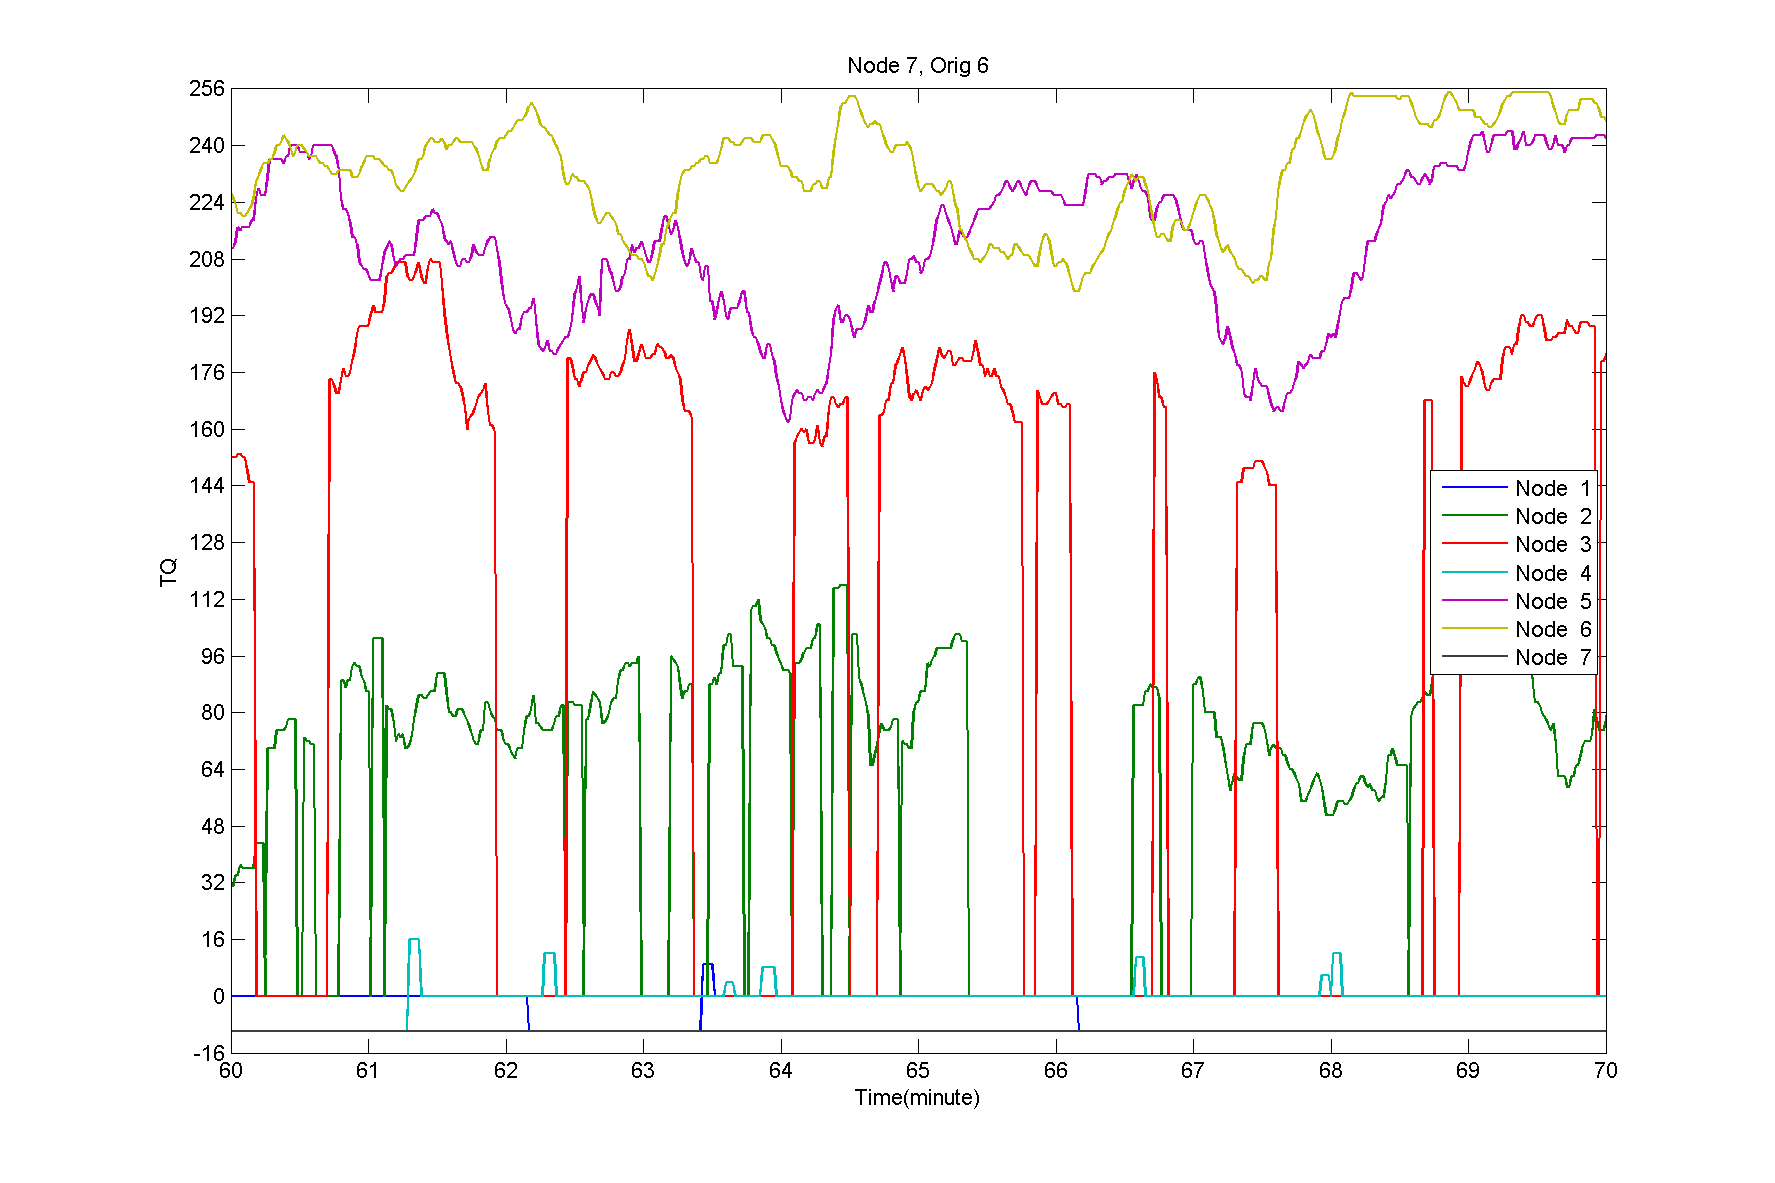 Node 7, Orig 6
256
240
224
208
192
176
160
144
128
112
96
80
64
48
32
16
0
-16
TQ
60 61 62 63 64 65 66 67 68 69 70
Time(minute)
Node 1
Node 2
Node 3
Node 4
Node 5
Node 6
Node 7